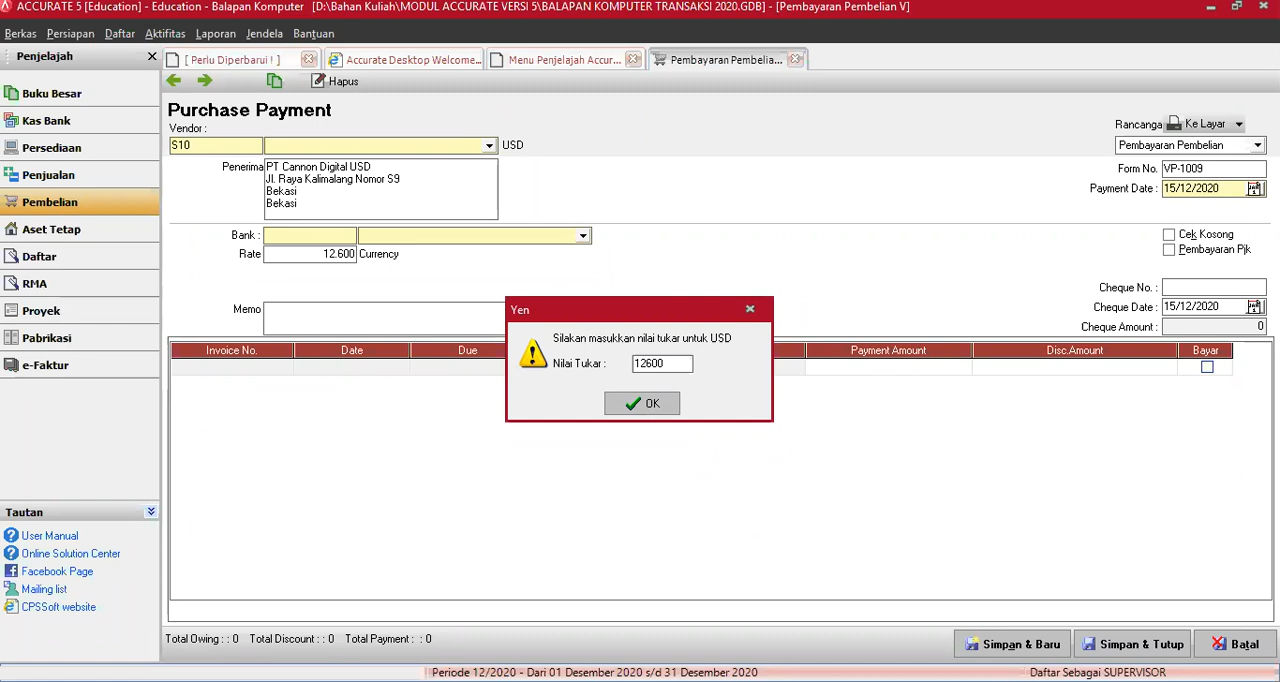 ACCURATE 5 [Education] - Education - Balapan Komputer [D:\Bahan Kuliah\MODUL ACCURATE VERSI 5\BALAPAN KOMPUTER TRANSAKSI 2020.GDB] - [Pembayaran Pembelian V]
Berkas Persiapan Daftar Aktifitas Laporan Jendela Bantuan
Penjelajah
[ Perlu Diperbarui ! ] Accurate Desktop Welcome... Menu Penjelajah Accur... Pembayaran Pembelia...
Hapus
Buku Besar
Kas Bank
Persediaan
Penjualan
Pembelian
Aset Tetap
Daftar
RMA
Proyek
Pabrikasi
e-Faktur
Tautan
User Manual
Online Solution Center
Facebook Page
Mailing list
CPSSoft website
Purchase Payment
Vendor :
S10 USD
Penerima PT Cannon Digital USD
Jl. Raya Kalimalang Nomor S9
Bekasi
Bekasi
Rancanga Ke Layar
Pembayaran Pembelian
Form No. VP-1009
Payment Date : 15/12/2020
Bank :
Rate 12.600 Currency
Cek Kosong
Pembayaran Pjk
Memo
Cheque No. :
Cheque Date : 15/12/2020
Cheque Amount : 0
Yen
Silakan masukkan nilai tukar untuk USD
Nilai Tukar : 12600
OK
Invoice No. Date Due Payment Amount Disc.Amount Bayar
Total Owing : : 0 Total Discount : : 0 Total Payment : : 0
Simpan & Baru Simpan & Tutup Batal
Periode 12/2020 - Dari 01 Desember 2020 s/d 31 Desember 2020 Daftar Sebagai SUPERVISOR